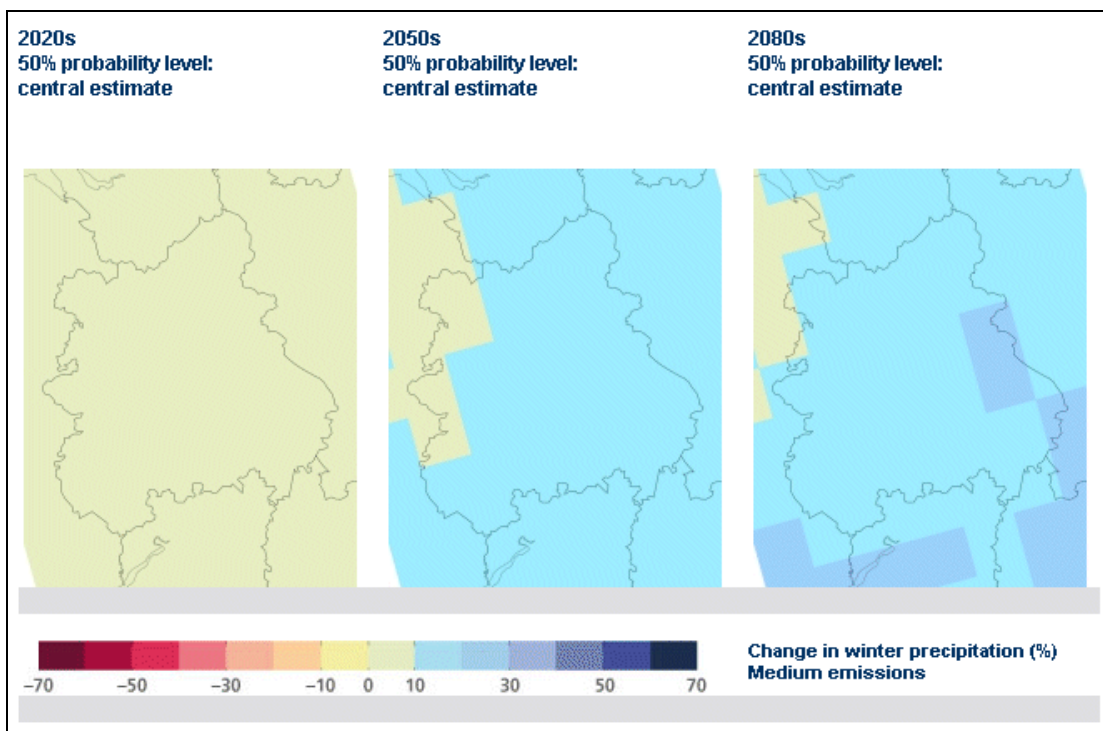 2020s
50% probability level:
central estimate
2050s
50% probability level:
central estimate
2080s
50% probability level:
central estimate
−70 −50 −30 −10 0 10 30 50 70
Change in winter precipitation (%)
Medium emissions